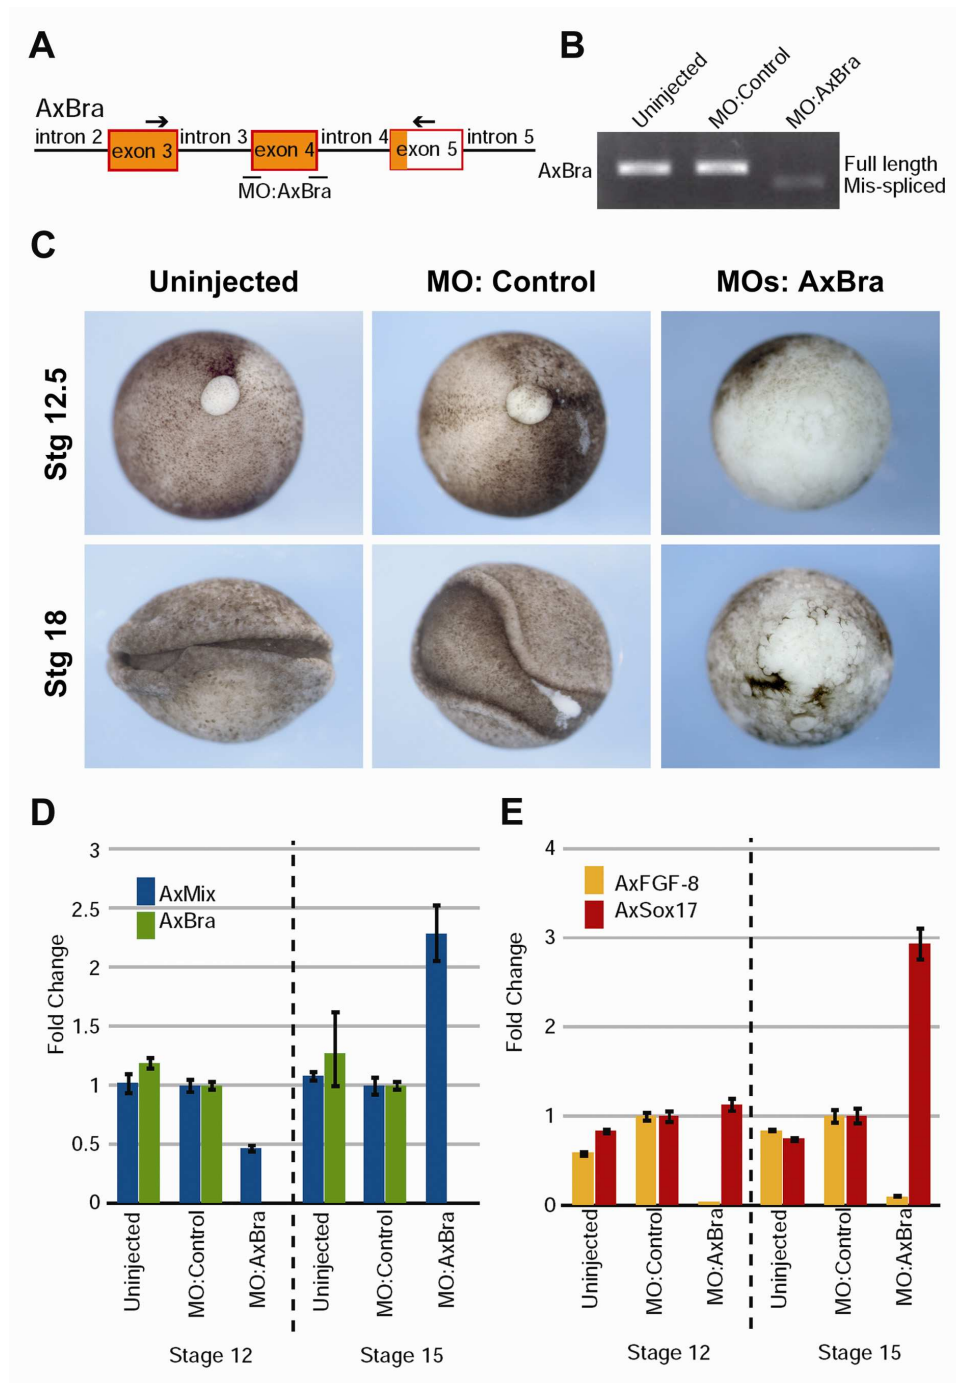 A
AxBra
intron 2
exon 3
intron 3
exon 4
intron 4
exon 5
intron 5
MO:AxBra
B
Uninjected
MO:Control
MO:AxBra
AxBra
Full length
Mis-spliced
C
Uninjected
MO: Control
MOs: AxBra
Stg 12.5
Stg 18
D
Fold Change
3
2.5
2
1.5
1
0.5
0
AxMix
AxBra
Uninjected
MO:Control
MO:AxBra
Uninjected
MO:Control
MO:AxBra
Stage 12
Stage 15
E
Fold Change
4
3
2
1
0
AxFGF-8
AxSox17
Uninjected
MO:Control
MO:AxBra
Uninjected
MO:Control
MO:AxBra
Stage 12
Stage 15